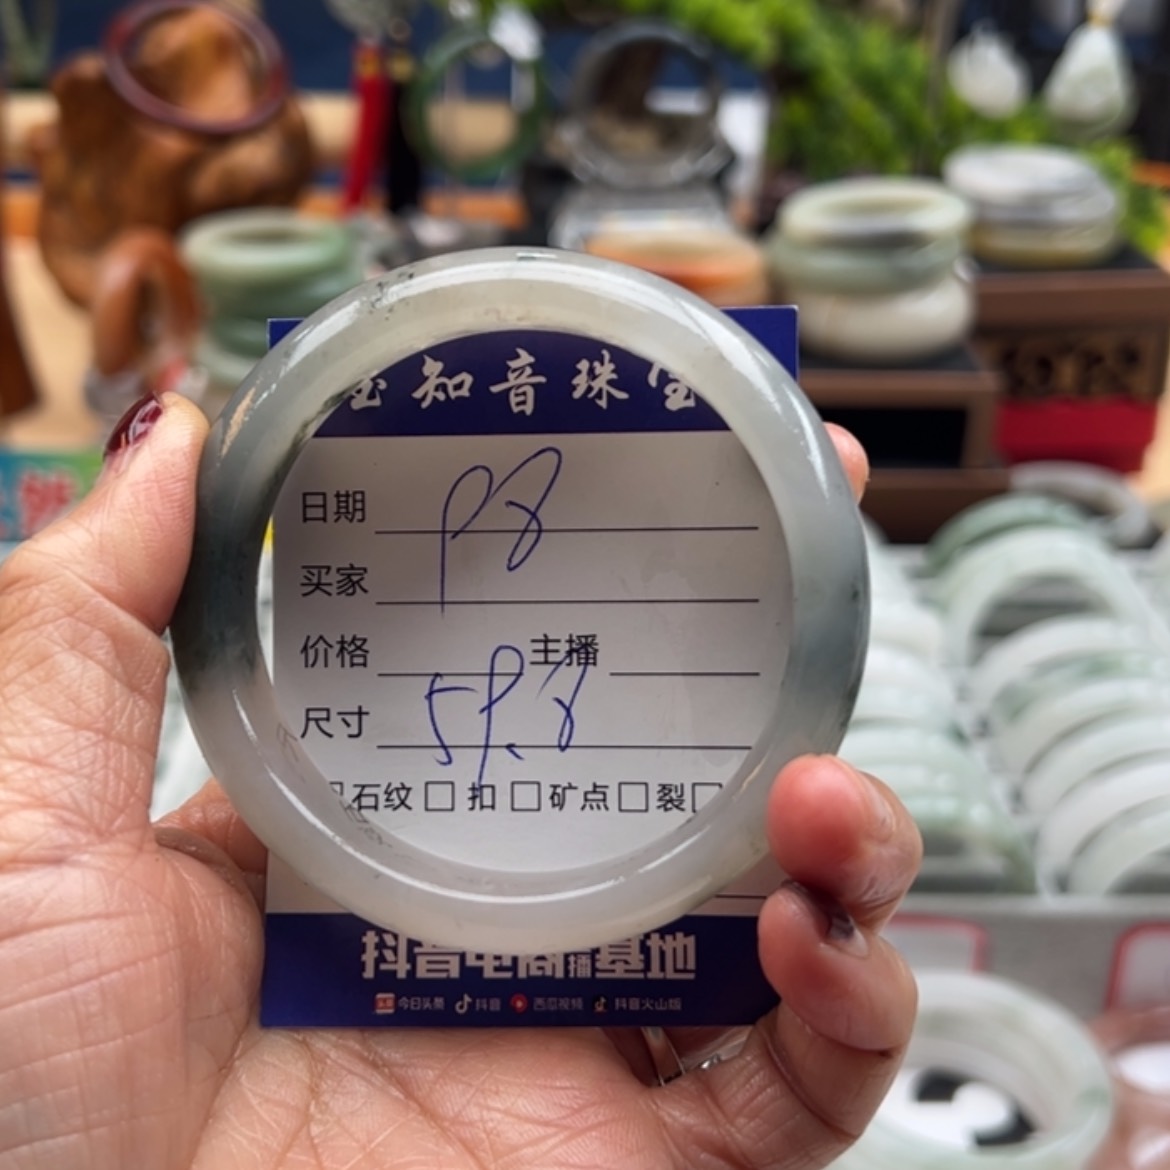 知音珠宝
日期 P8
买家
价格 主播
尺寸 59.8
石纹 □ 扣 □ 矿点 □ 裂 □
抖音电商直播基地
今日头条 抖音 西瓜视频 抖音火山版